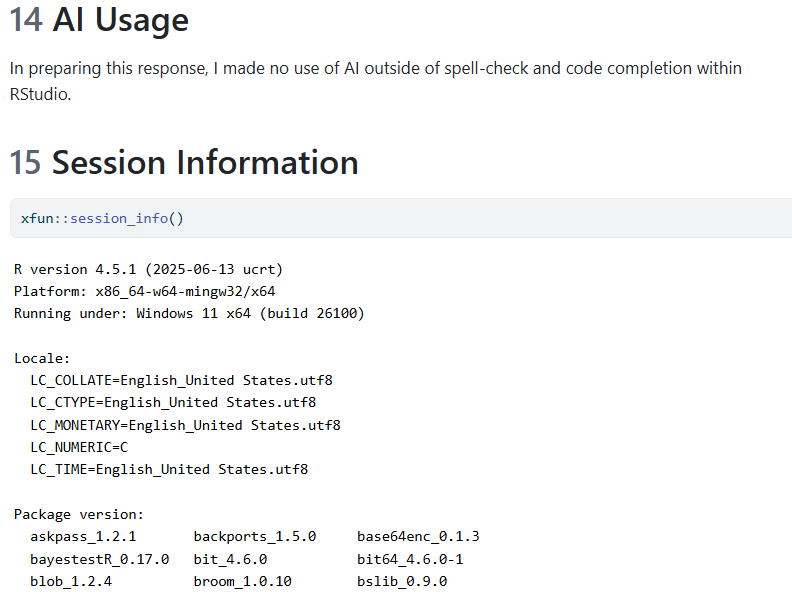 14 AI Usage
In preparing this response, I made no use of AI outside of spell-check and code completion within
RStudio.
15 Session Information
xfun::session_info()
R version 4.5.1 (2025-06-13 ucrt)
Platform: x86_64-w64-mingw32/x64
Running under: Windows 11 x64 (build 26100)
Locale:
LC_COLLATE=English_United States.utf8
LC_CTYPE=English_United States.utf8
LC_MONETARY=English_United States.utf8
LC_NUMERIC=C
LC_TIME=English_United States.utf8
Package version:
askpass_1.2.1 backports_1.5.0 base64enc_0.1.3
bayestestR_0.17.0 bit_4.6.0 bit64_4.6.0-1
blob_1.2.4 broom_1.0.10 bslib_0.9.0